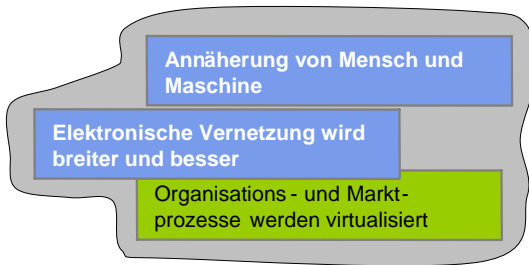 Annäherung von Mensch und
Maschine
Elektronische Vernetzung wird
breiter und besser
Organisations - und Markt-
prozesse werden virtualisiert